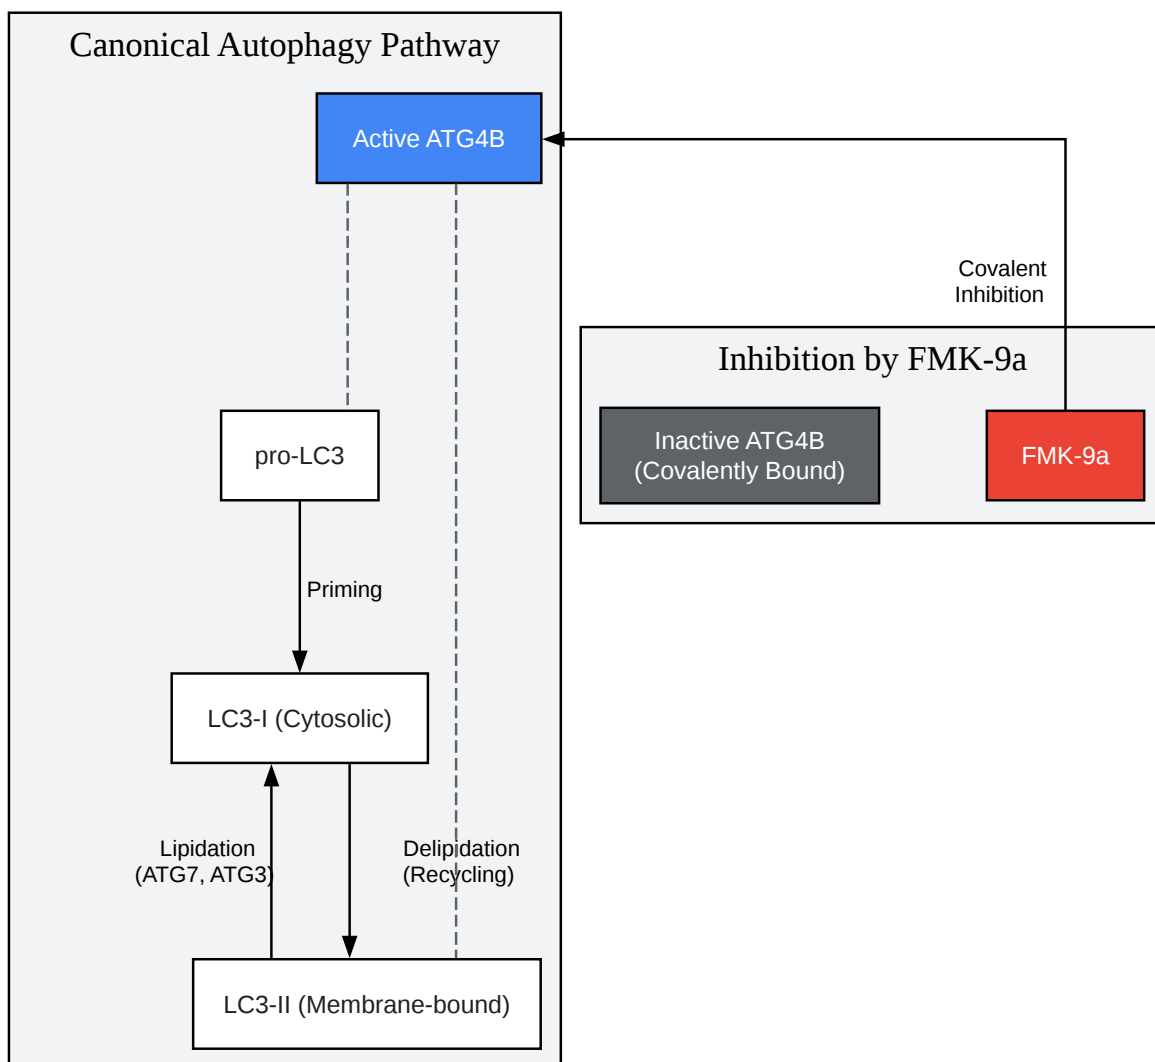 Canonical Autophagy Pathway
Active ATG4B
Covalent
Inhibition
Inhibition by FMK-9a
Inactive ATG4B
(Covalently Bound)
FMK-9a
pro-LC3
Priming
LC3-I (Cytosolic)
Lipidation
(ATG7, ATG3)
Delipidation
(Recycling)
LC3-II (Membrane-bound)